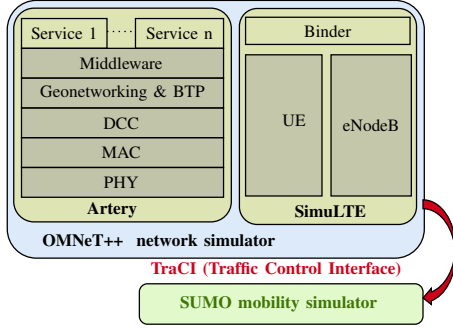 Service 1 ..... Service n
Middleware
Geonetworking & BTP
DCC
MAC
PHY
Artery
Binder
UE
eNodeB
SimuLTE
OMNeT++ network simulator
TraCI (Traffic Control Interface)
SUMO mobility simulator